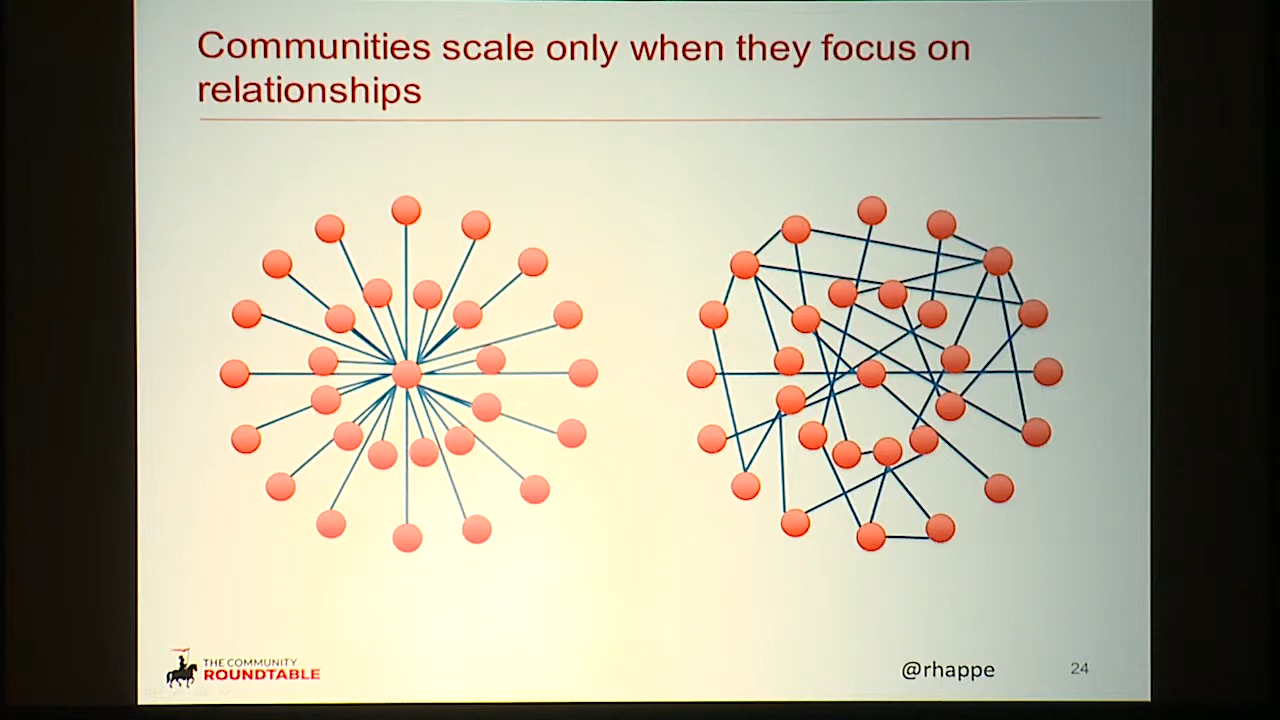 Communities scale only when they focus on
relationships
THE COMMUNITY
ROUNDTABLE
@rhappe
24